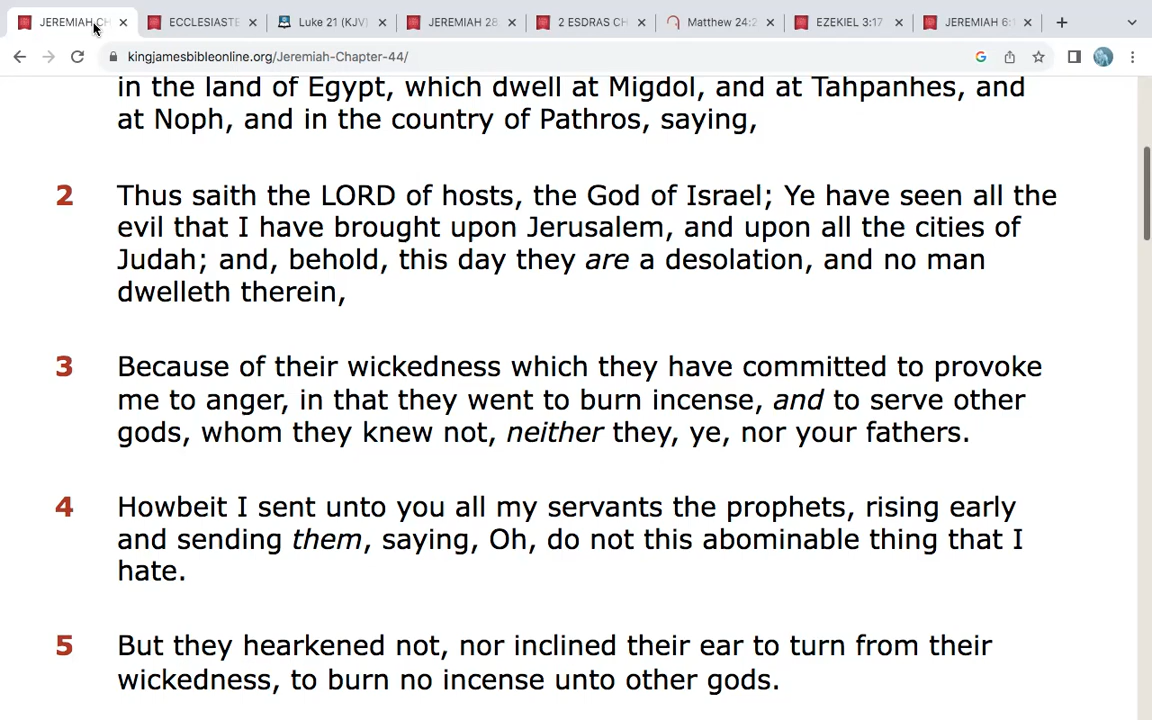 JEREMIAH CH
ECCLESIASTE
Luke 21 (KJV)
JEREMIAH 28
2 ESDRAS CH
Matthew 24:2
EZEKIEL 3:17
JEREMIAH 6:1
kingjamesbibleonline.org/Jeremiah-Chapter-44/
in the land of Egypt, which dwell at Migdol, and at Tahpanhes, and
at Noph, and in the country of Pathros, saying,
2 Thus saith the LORD of hosts, the God of Israel; Ye have seen all the
evil that I have brought upon Jerusalem, and upon all the cities of
Judah; and, behold, this day they are a desolation, and no man
dwelleth therein,
3 Because of their wickedness which they have committed to provoke
me to anger, in that they went to burn incense, and to serve other
gods, whom they knew not, neither they, ye, nor your fathers.
4 Howbeit I sent unto you all my servants the prophets, rising early
and sending them, saying, Oh, do not this abominable thing that I
hate.
5 But they hearkened not, nor inclined their ear to turn from their
wickedness, to burn no incense unto other gods.